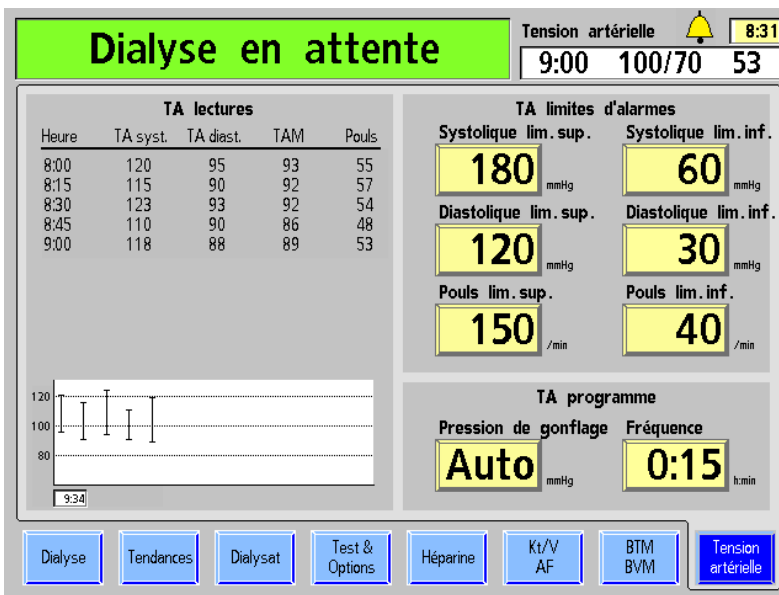 Dialyse en attente
Tension artérielle
8:31
9:00 100/70 53
TA lectures
Heure TA syst. TA diast. TAM Pouls
8:00 120 95 93 55
8:15 115 90 92 57
8:30 123 93 92 54
8:45 110 90 86 48
9:00 118 88 89 53
120
100
80
9:34
TA limites d'alarmes
Systolique lim.sup. Systolique lim.inf.
180 mmHg 60 mmHg
Diastolique lim.sup. Diastolique lim.inf.
120 mmHg 30 mmHg
Pouls lim.sup. Pouls lim.inf.
150 /min 40 /min
TA programme
Pression de gonflage Fréquence
Auto mmHg 0:15 h:min
Dialyse
Tendances
Dialysat
Test &
Options
Héparine
Kt/V
AF
BTM
BVM
Tension
artérielle